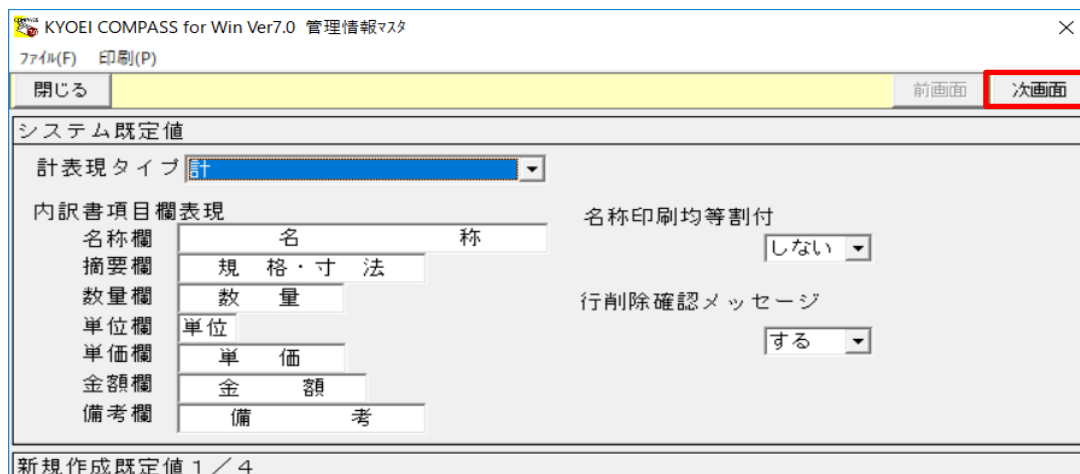 KYOEI COMPASS for Win Ver7.0 管理情報ﾏｽﾀ
ﾌｧｲﾙ(F) 印刷(P)
閉じる 前画面 次画面
システム既定値
計表現タイプ 計
内訳書項目欄表現
名称印刷均等割付
名称欄 名 称
しない
摘要欄 規 格・寸 法
数量欄 数 量
行削除確認メッセージ
単位欄 単位
する
単価欄 単 価
金額欄 金 額
備考欄 備 考
新規作成既定値１／４